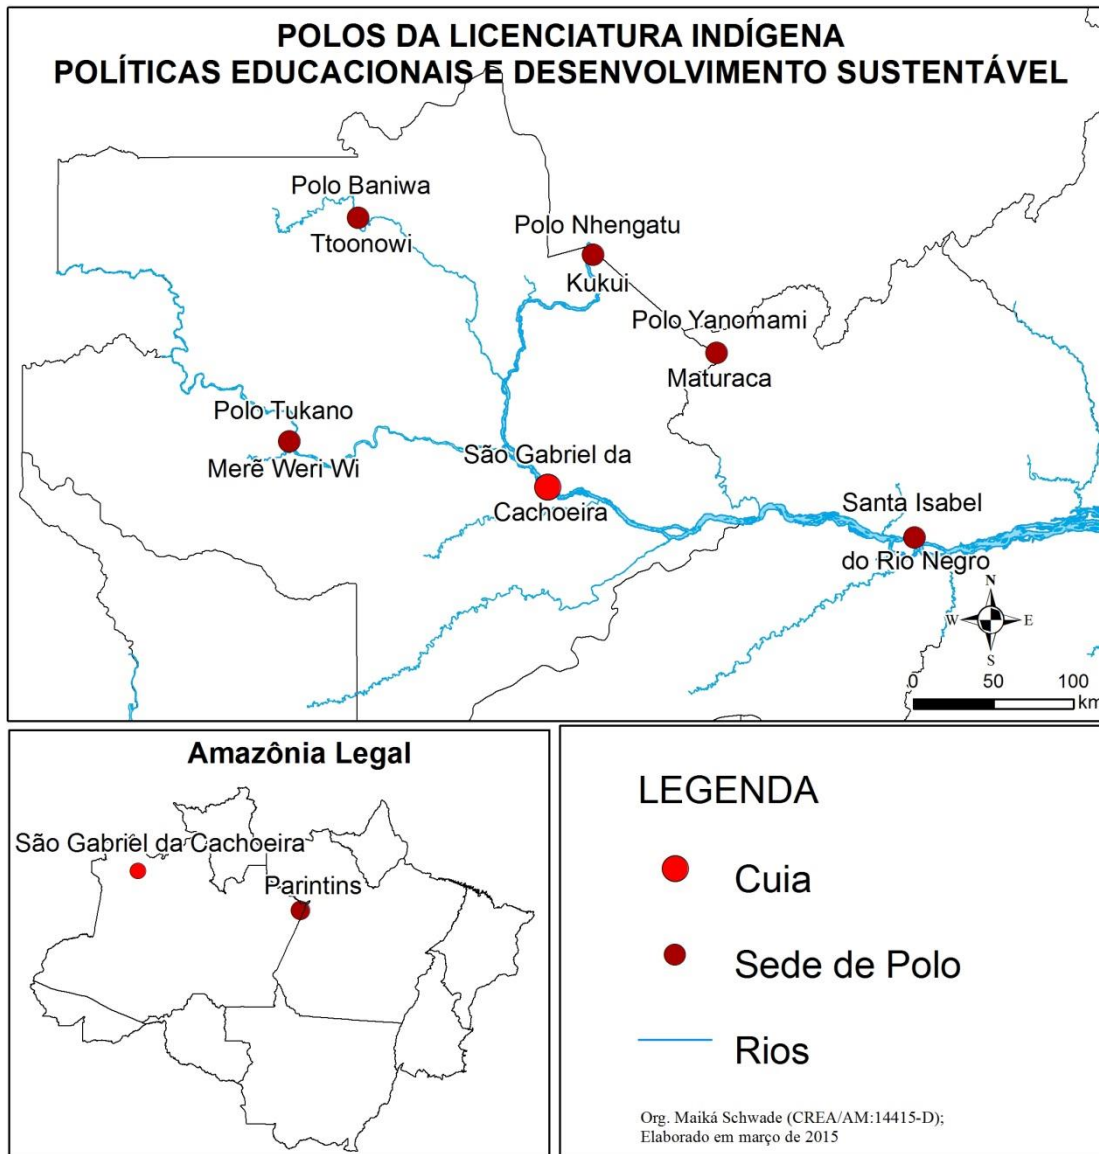 POLOS DA LICENCIATURA INDÍGENA
POLÍTICAS EDUCACIONAIS E DESENVOLVIMENTO SUSTENTÁVEL
Polo Baniwa
Ttoonowi
Polo Nhengatu
Kukui
Polo Yanomami
Maturaca
Polo Tukano
Merẽ Weri Wi
São Gabriel da
Cachoeira
Santa Isabel
do Rio Negro
N
W
E
S
0 50 100
km
Amazônia Legal
São Gabriel da Cachoeira
Parintins
LEGENDA
Cuia
Sede de Polo
Rios
Org. Maiká Schwade (CREA/AM:14415-D);
Elaborado em março de 2015